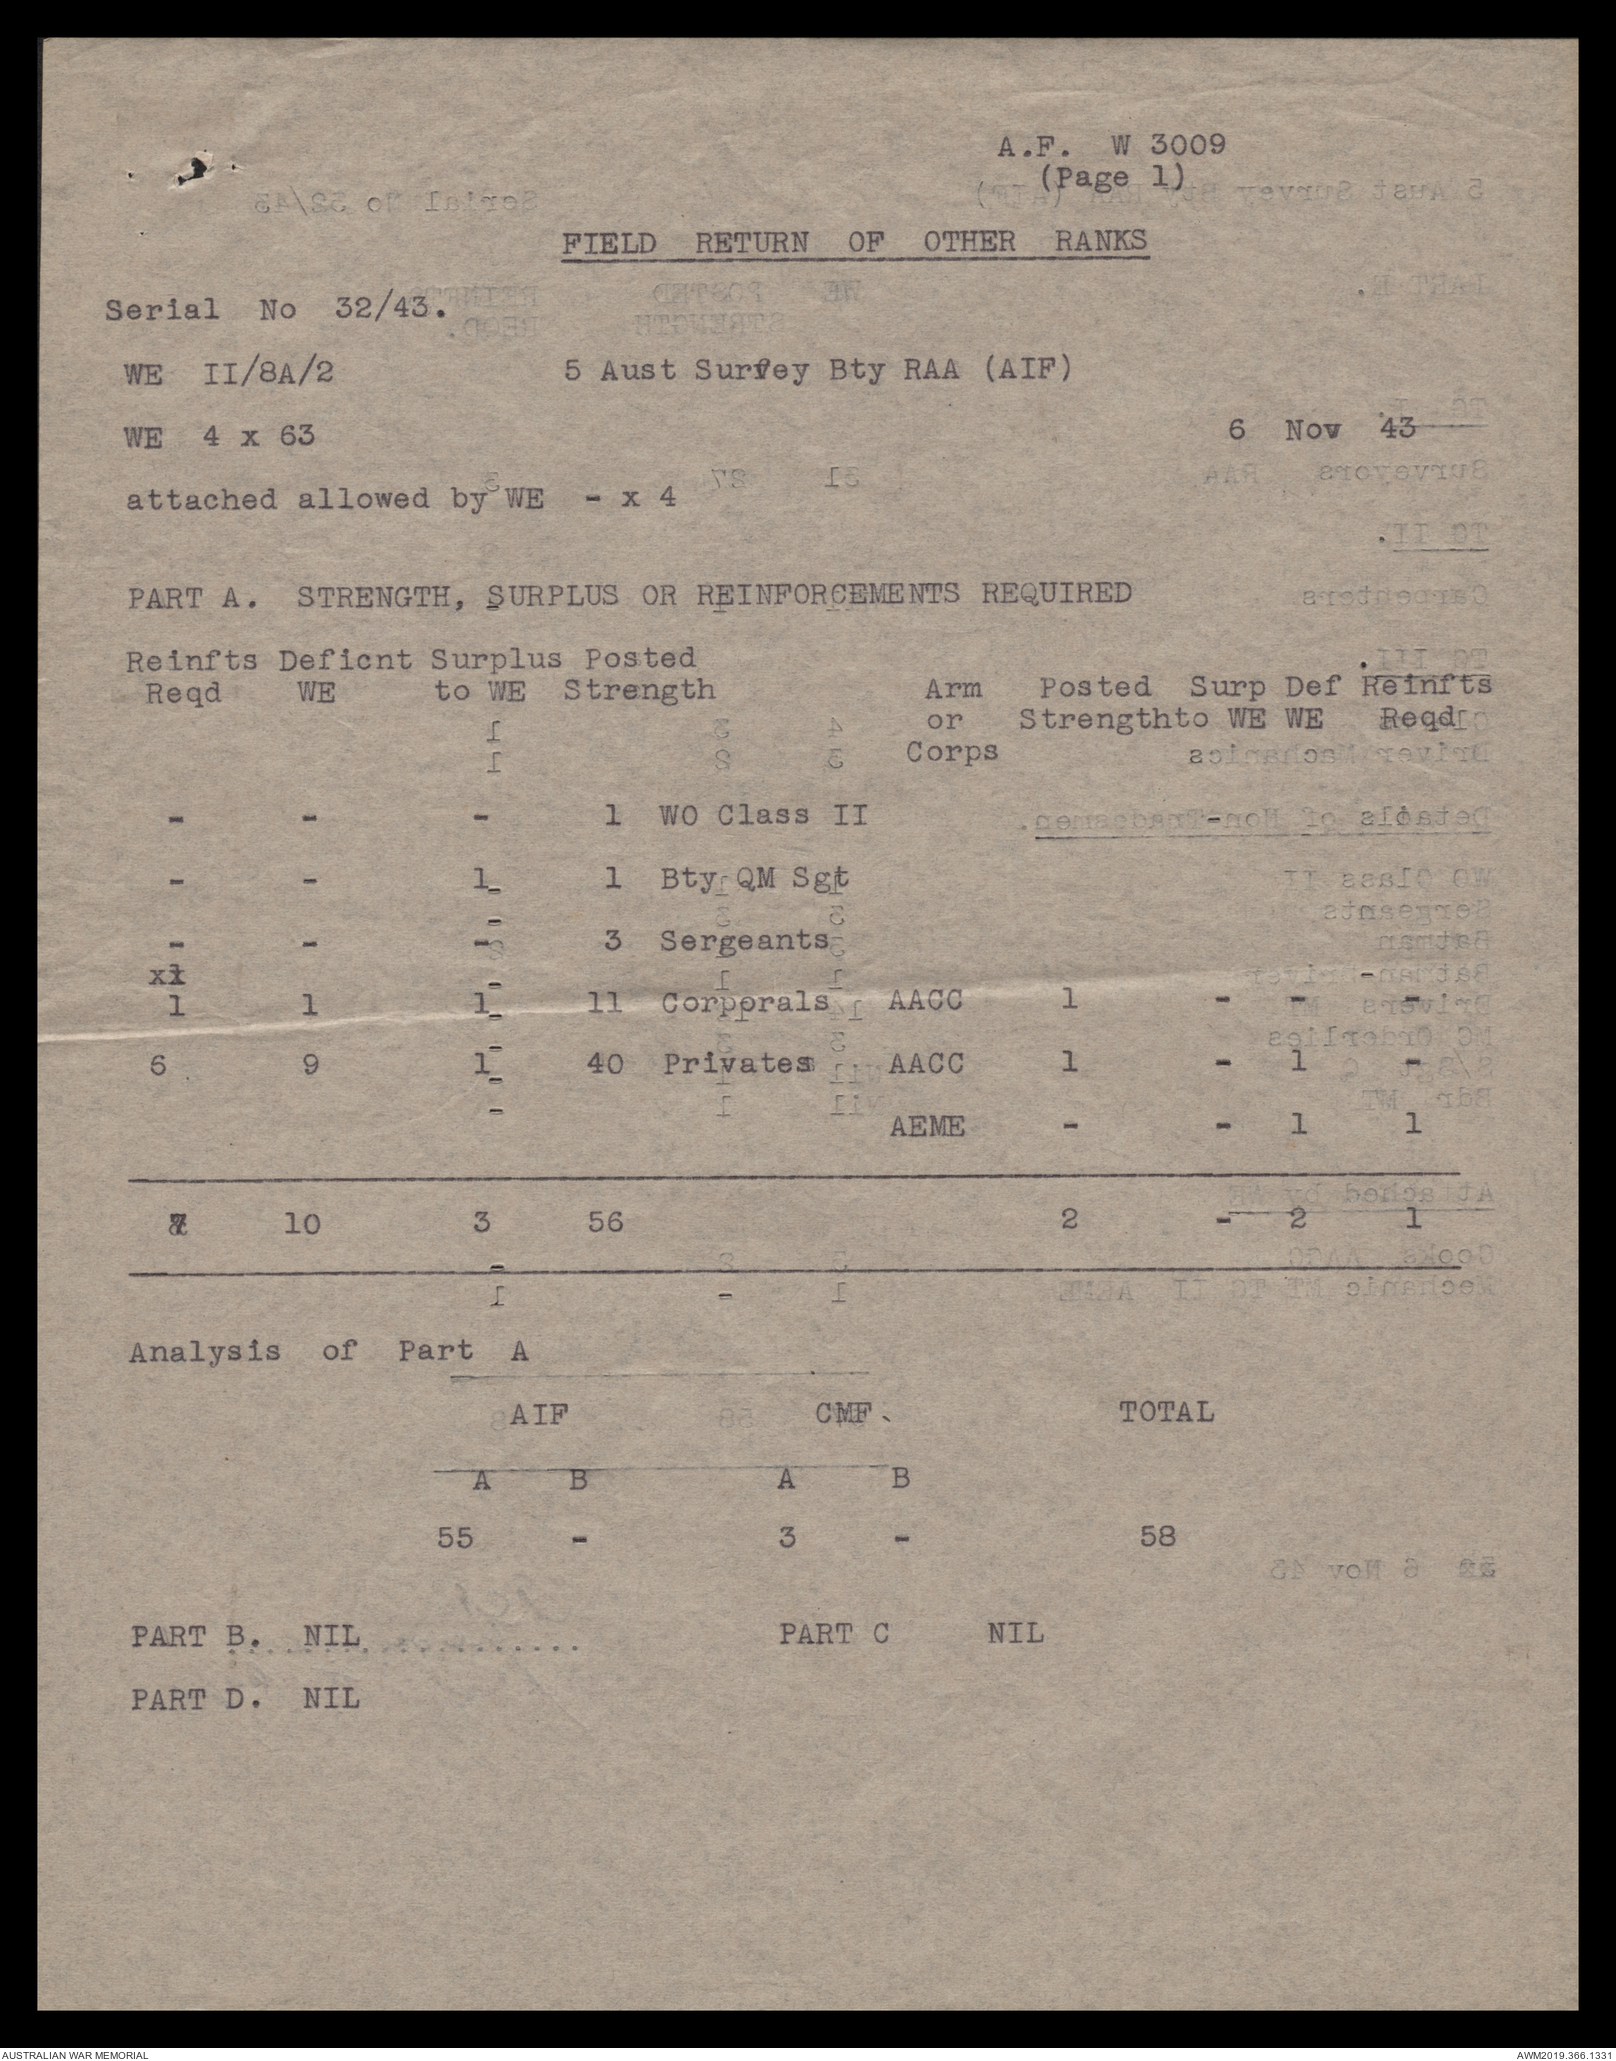 A.F. W 3009
(Page 1)
FIELD RETURN OF OTHER RANKS
Serial No 32/43.
WE II/8A/2 5 Aust Survey Bty RAA (AIF)
WE 4 x 63 6 Nov 43
attached allowed by WE - x 4
PART A. STRENGTH, SURPLUS OR REINFORCEMENTS REQUIRED
Reinfts Deficnt Surplus Posted
Reqd WE to WE Strength Arm Posted Surp Def Reinfts
or Strengthto WE WE Reqd
Corps
- - - 1 WO Class II
- - 1 1 Bty QM Sgt
- - - 3 Sergeants
1 1 1 11 Corporals AACC 1 - - -
6 9 1 40 Privates AACC 1 - 1 -
AEME - - 1 1
10 3 56 2 - 2 1
Analysis of Part A
AIF CMF. TOTAL
A B A B
55 - 3 - 58
PART B. NIL PART C NIL
PART D. NIL
AUSTRALIAN WAR MEMORIAL AWM2019.366.1331